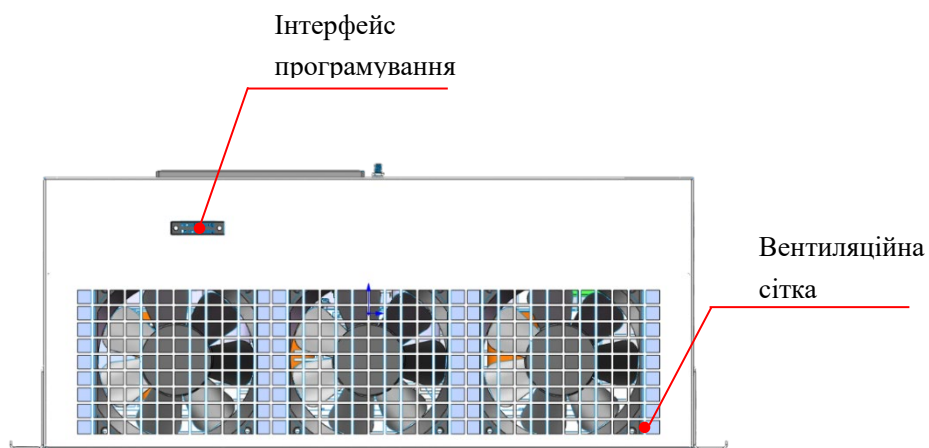 Інтерфейс
програмування
Вентиляційна
сітка